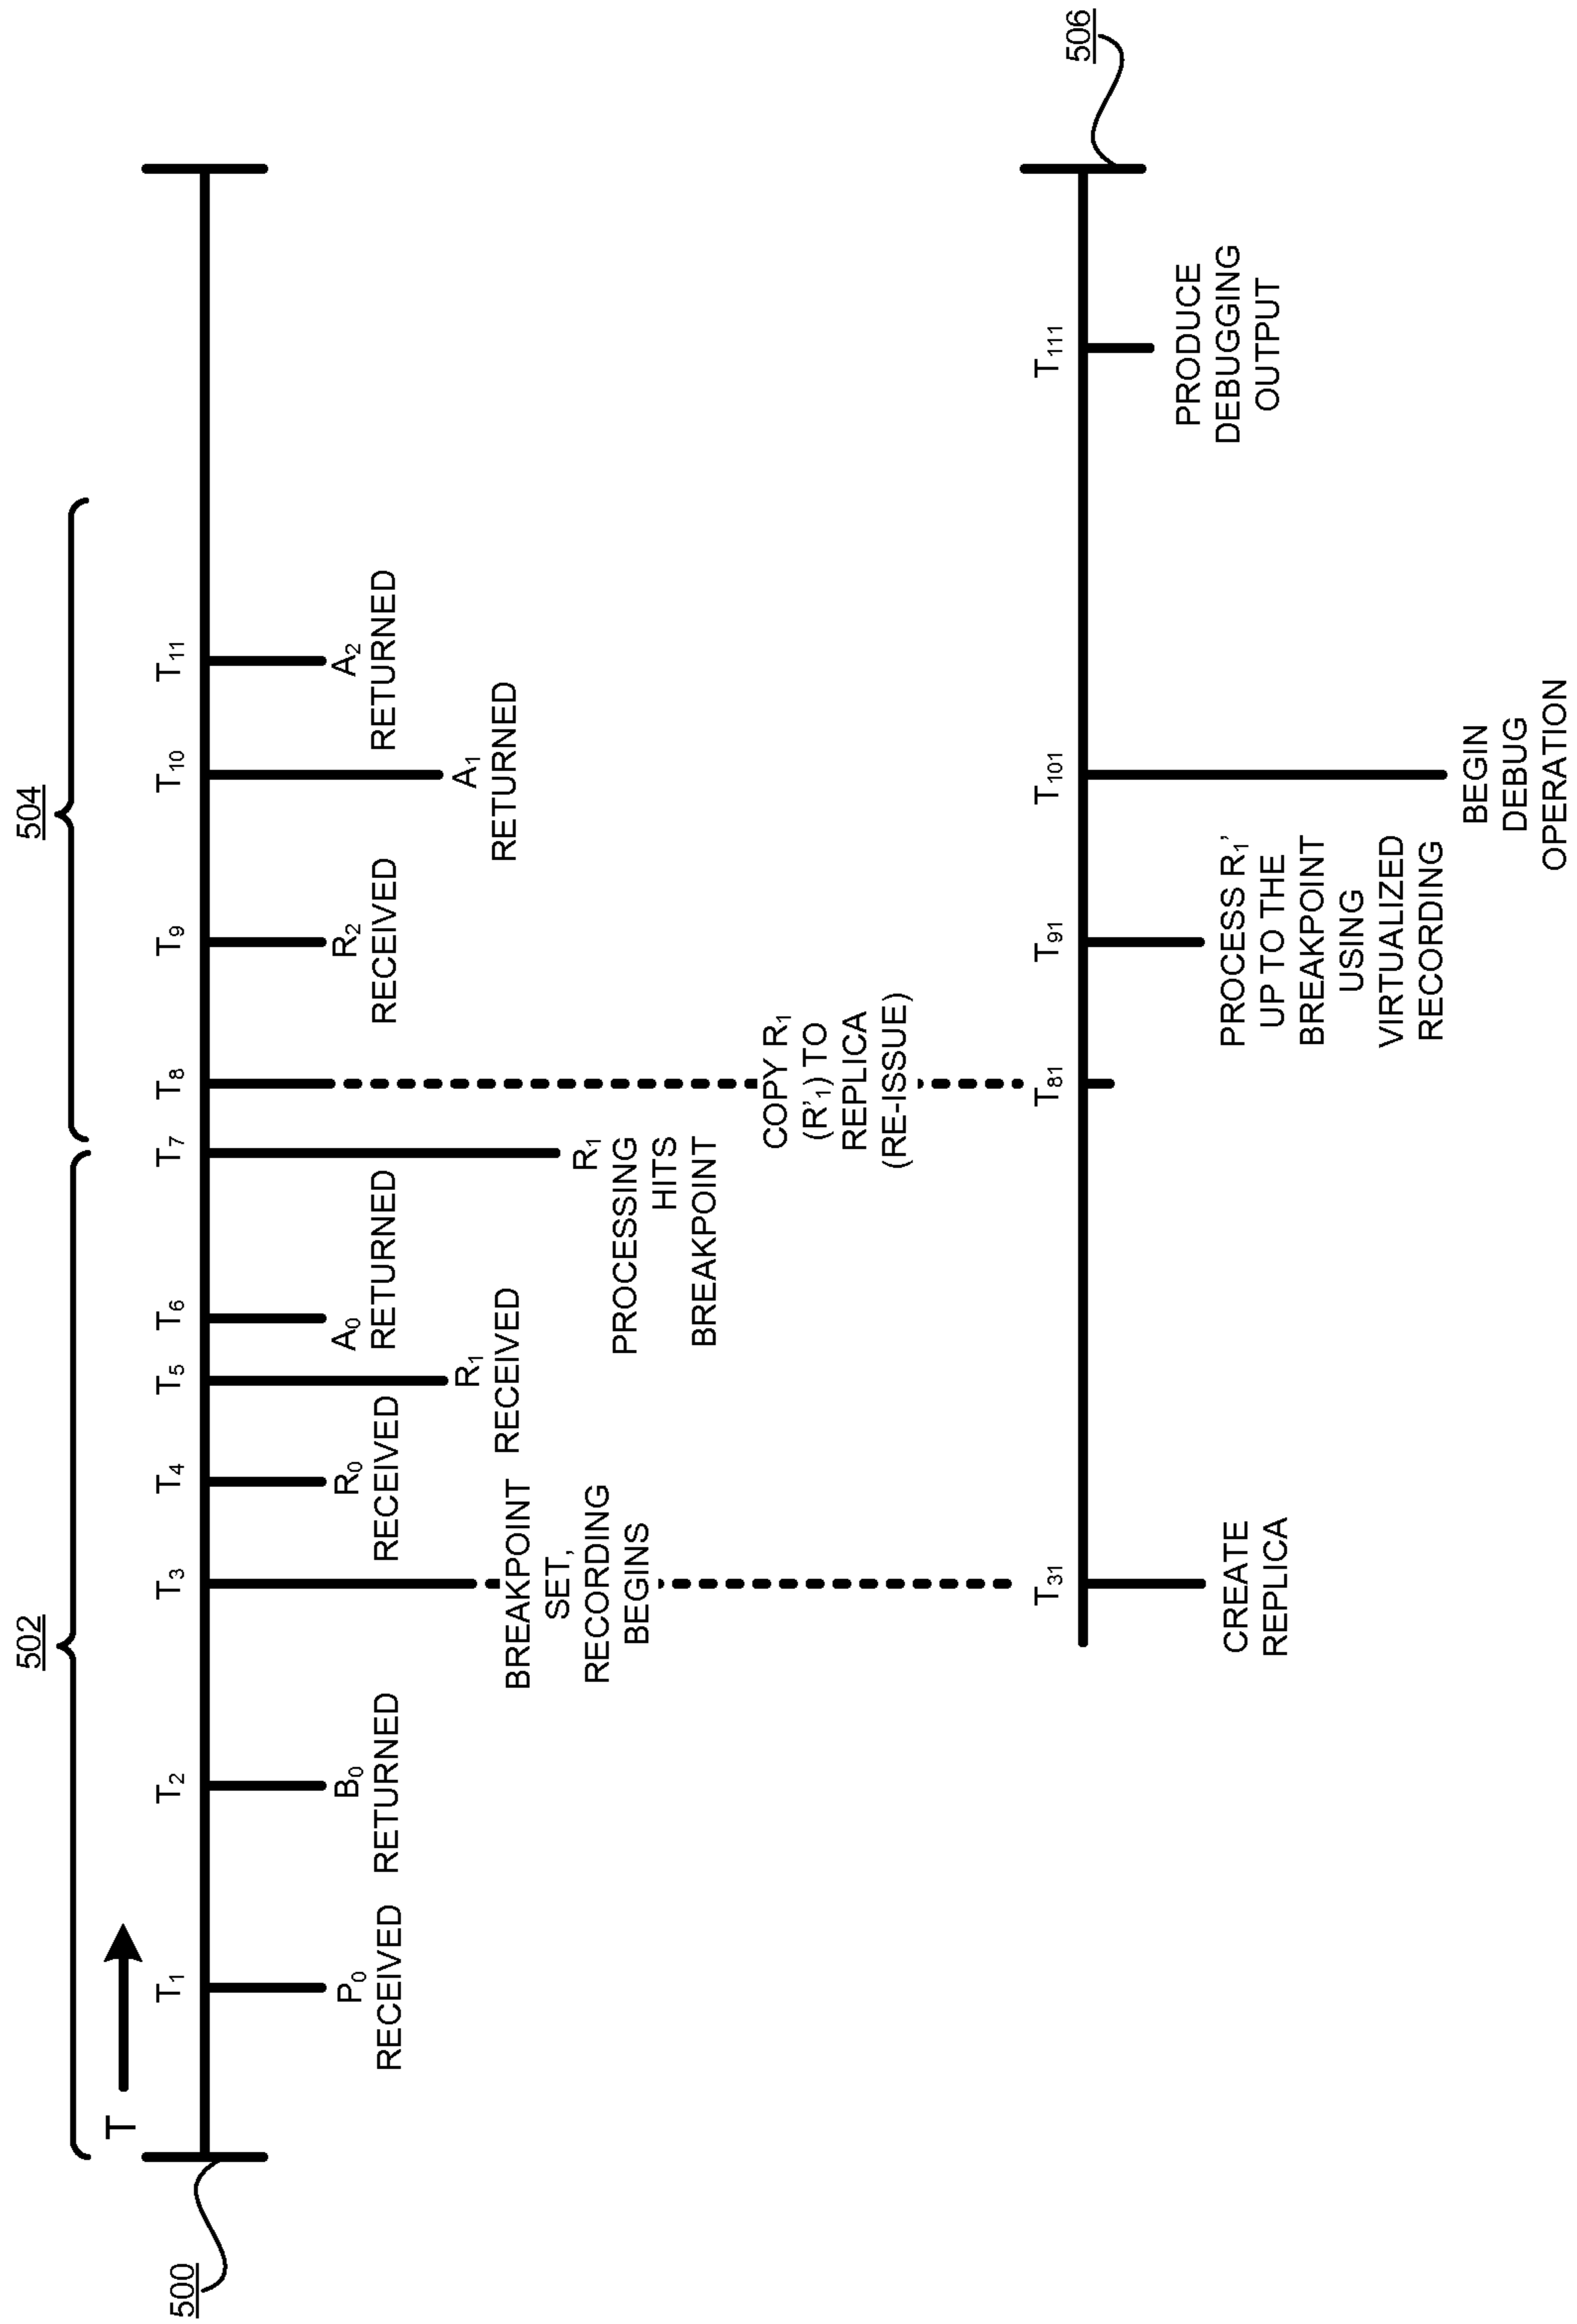 502
504
T
500
T1
T2
T3
T4
T5
T6
T7
T8
T9
T10
T11
P0
RECEIVED
B0
RETURNED
BREAKPOINT
SET,
RECORDING
BEGINS
R0
RECEIVED
R1
RECEIVED
A0
RETURNED
R1
PROCESSING
HITS
BREAKPOINT
COPY R1
(R'1) TO
REPLICA
(RE-ISSUE)
R2
RECEIVED
A1
RETURNED
A2
RETURNED
506
T31
T81
T91
T101
T111
CREATE
REPLICA
PROCESS R1'
UP TO THE
BREAKPOINT
USING
VIRTUALIZED
RECORDING
BEGIN
DEBUG
OPERATION
PRODUCE
DEBUGGING
OUTPUT